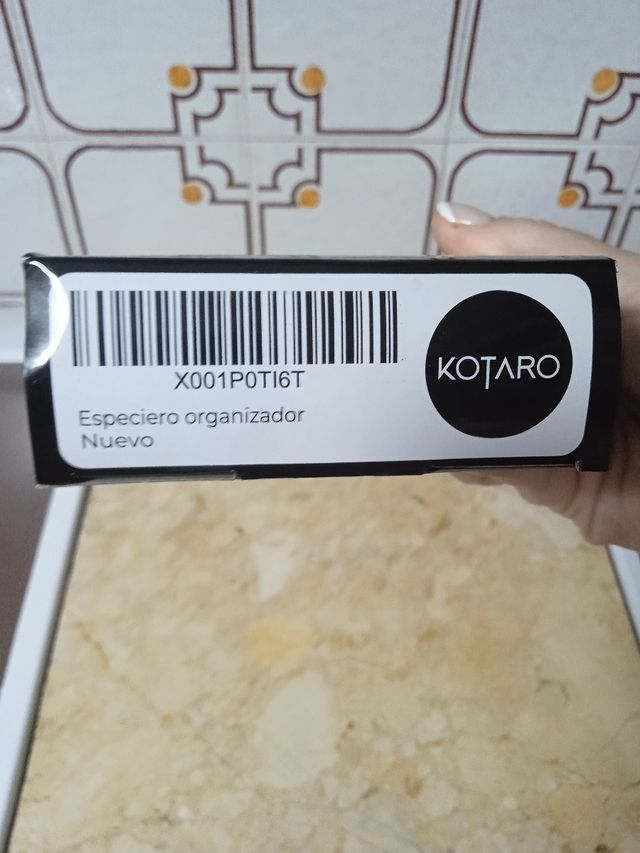 X001P0TI6T
Especiero organizador
Nuevo
KOTARO